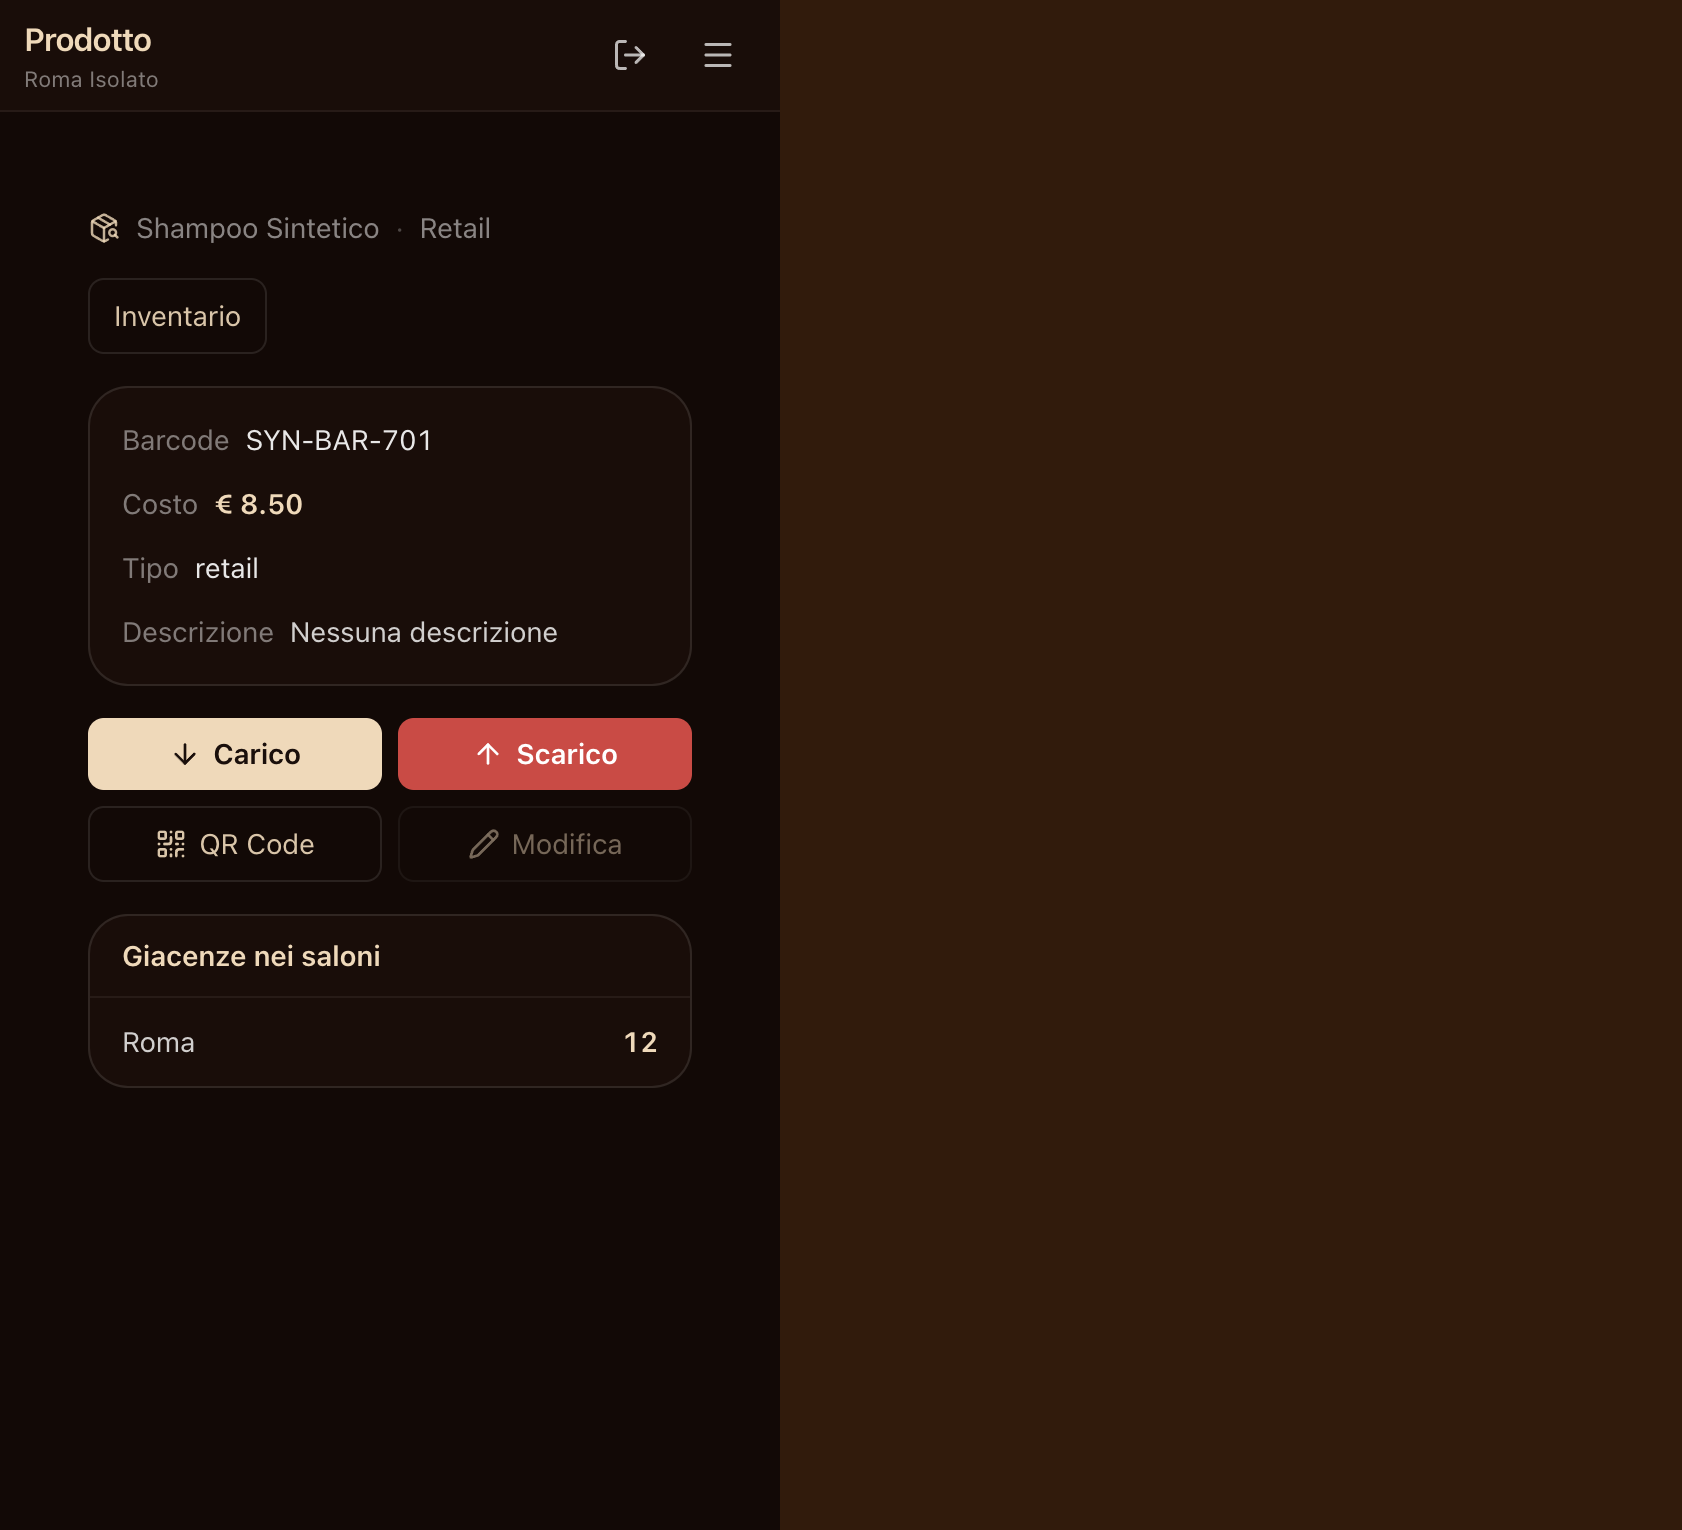 Prodotto
Roma Isolato
Shampoo Sintetico · Retail
Inventario
Barcode SYN-BAR-701
Costo € 8.50
Tipo retail
Descrizione Nessuna descrizione
Carico
Scarico
QR Code
Modifica
Giacenze nei saloni
Roma 12